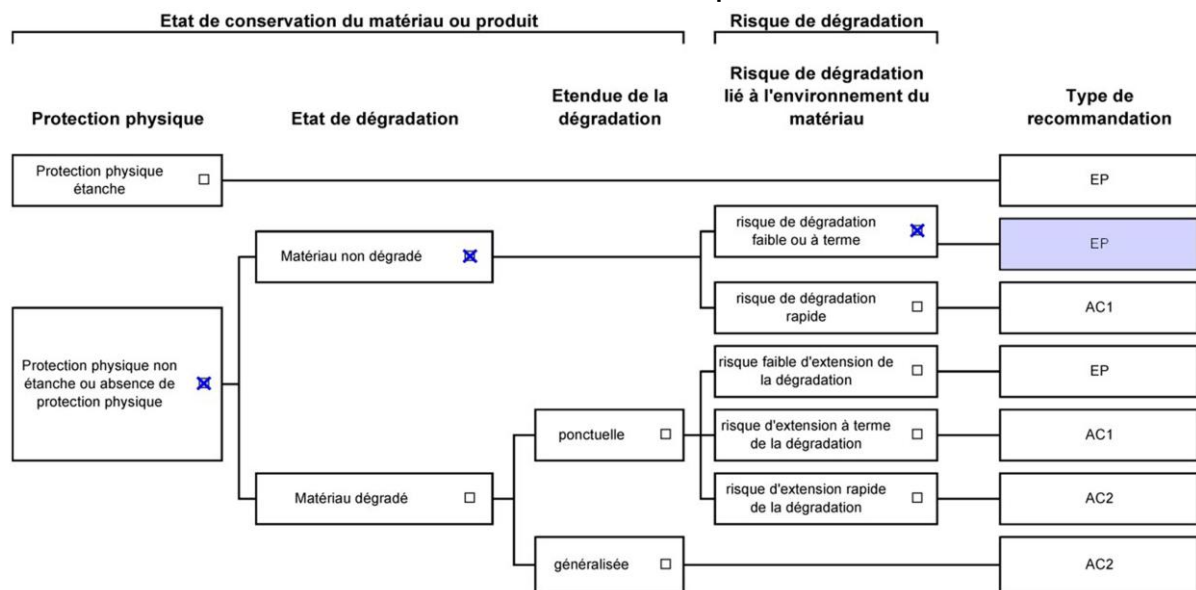 Etat de conservation du matériau ou produit
Risque de dégradation
Protection physique
Etat de dégradation
Etendue de la
dégradation
Risque de dégradation
lié à l'environnement du
matériau
Type de
recommandation
Protection physique
étanche
EP
Matériau non dégradé
risque de dégradation
faible ou à terme
EP
risque de dégradation
rapide
AC1
Protection physique non
étanche ou absence de
protection physique
risque faible d'extension de
la dégradation
EP
ponctuelle
risque d'extension à terme
de la dégradation
AC1
Matériau dégradé
risque d'extension rapide
de la dégradation
AC2
généralisée
AC2